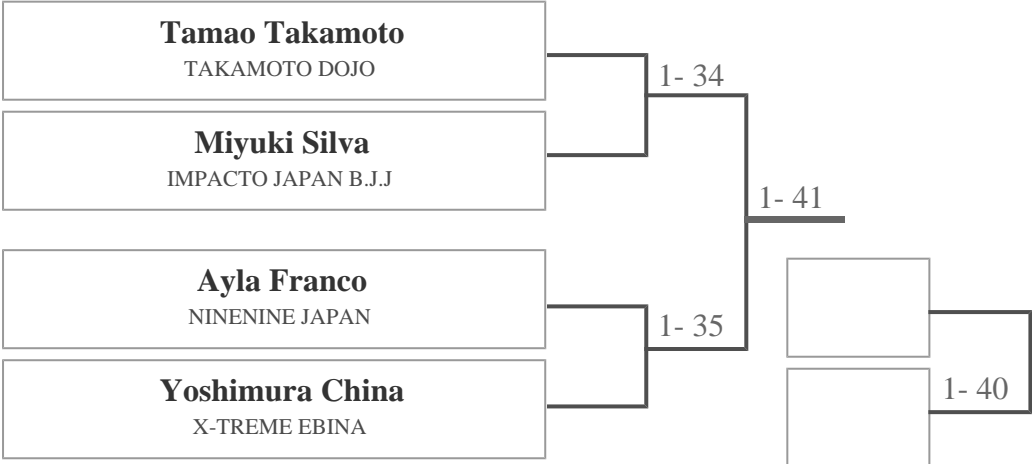 Tamao Takamoto
TAKAMOTO DOJO
1- 34
Miyuki Silva
IMPACTO JAPAN B.J.J
1- 41
Ayla Franco
NINENINE JAPAN
1- 35
Yoshimura China
X-TREME EBINA
1- 40